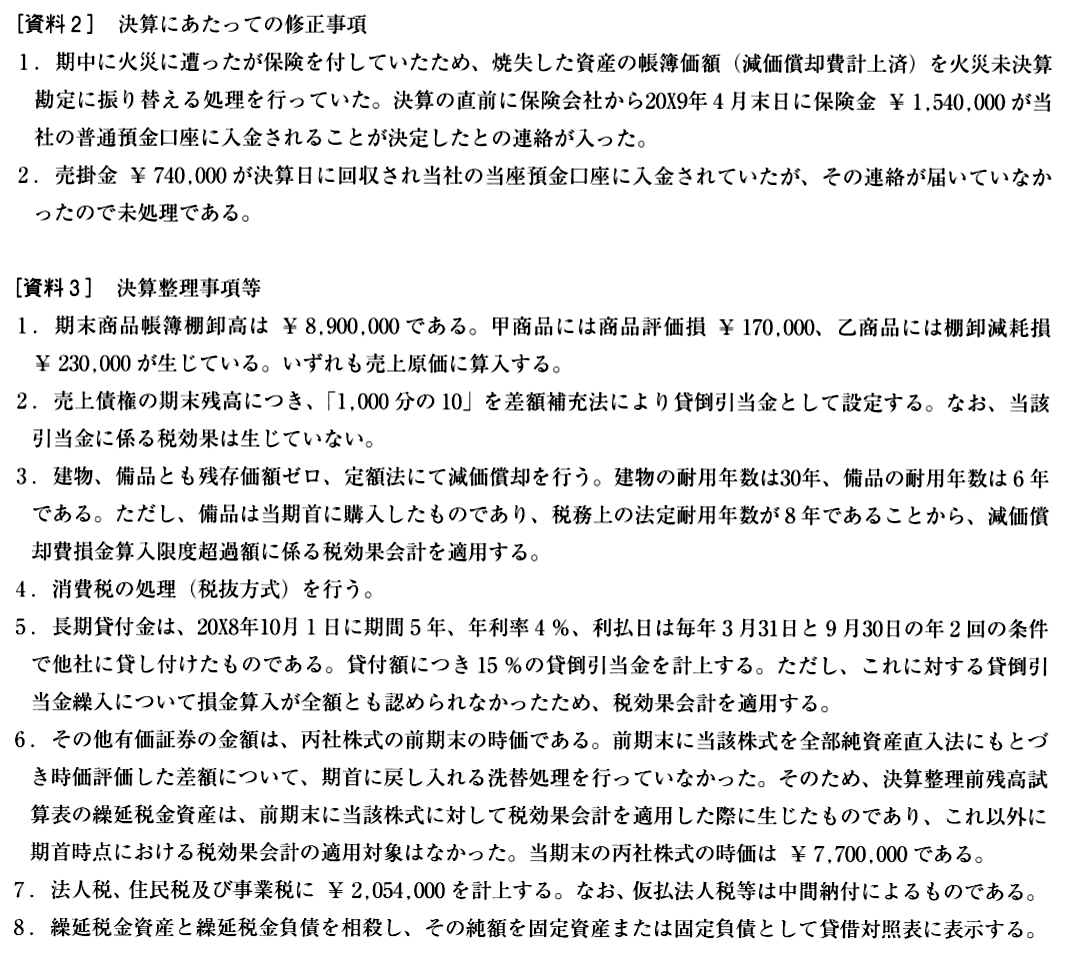 ［資料２］　決算にあたっての修正事項
１．期中に火災に遭ったが保険を付していたため、焼失した資産の帳簿価額（減価償却費計上済）を火災未決算
勘定に振り替える処理を行っていた。決算の直前に保険会社から20X9年４月末日に保険金 ￥1,540,000が当
社の普通預金口座に入金されることが決定したとの連絡が入った。
２．売掛金 ￥740,000が決算日に回収され当社の当座預金口座に入金されていたが、その連絡が届いていなか
ったので未処理である。
［資料３］　決算整理事項等
１．期末商品帳簿棚卸高は ￥8,900,000である。甲商品には商品評価損 ￥170,000、乙商品には棚卸減耗損
￥230,000が生じている。いずれも売上原価に算入する。
２．売上債権の期末残高につき、「1,000分の10」を差額補充法により貸倒引当金として設定する。なお、当該
引当金に係る税効果は生じていない。
３．建物、備品とも残存価額ゼロ、定額法にて減価償却を行う。建物の耐用年数は30年、備品の耐用年数は６年
である。ただし、備品は当期首に購入したものであり、税務上の法定耐用年数が８年であることから、減価償
却費損金算入限度超過額に係る税効果会計を適用する。
４．消費税の処理（税抜方式）を行う。
５．長期貸付金は、20X8年10月１日に期間５年、年利率４％、利払日は毎年３月31日と９月30日の年２回の条件
で他社に貸し付けたものである。貸付額につき15％の貸倒引当金を計上する。ただし、これに対する貸倒引
当金繰入について損金算入が全額とも認められなかったため、税効果会計を適用する。
６．その他有価証券の金額は、丙社株式の前期末の時価である。前期末に当該株式を全部純資産直入法にもとづ
き時価評価した差額について、期首に戻し入れる洗替処理を行っていなかった。そのため、決算整理前残高試
算表の繰延税金資産は、前期末に当該株式に対して税効果会計を適用した際に生じたものであり、これ以外に
期首時点における税効果会計の適用対象はなかった。当期末の丙社株式の時価は ￥7,700,000である。
７．法人税、住民税及び事業税に ￥2,054,000を計上する。なお、仮払法人税等は中間納付によるものである。
８．繰延税金資産と繰延税金負債を相殺し、その純額を固定資産または固定負債として貸借対照表に表示する。